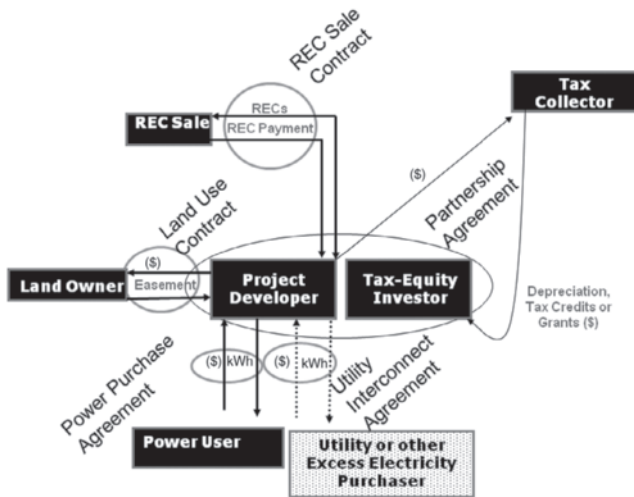 REC Sale
Contract
Tax
Collector
RECs
REC Sale
REC Payment
($)
Partnership
Agreement
Land Use
Contract
($)
Land Owner
Easement
Project
Developer
Tax-Equity
Investor
Depreciation,
Tax Credits or
Grants ($)
Power Purchase
Agreement
($) kWh
($) kWh
Utility
Interconnect
Agreement
Power User
Utility or other
Excess Electricity
Purchaser